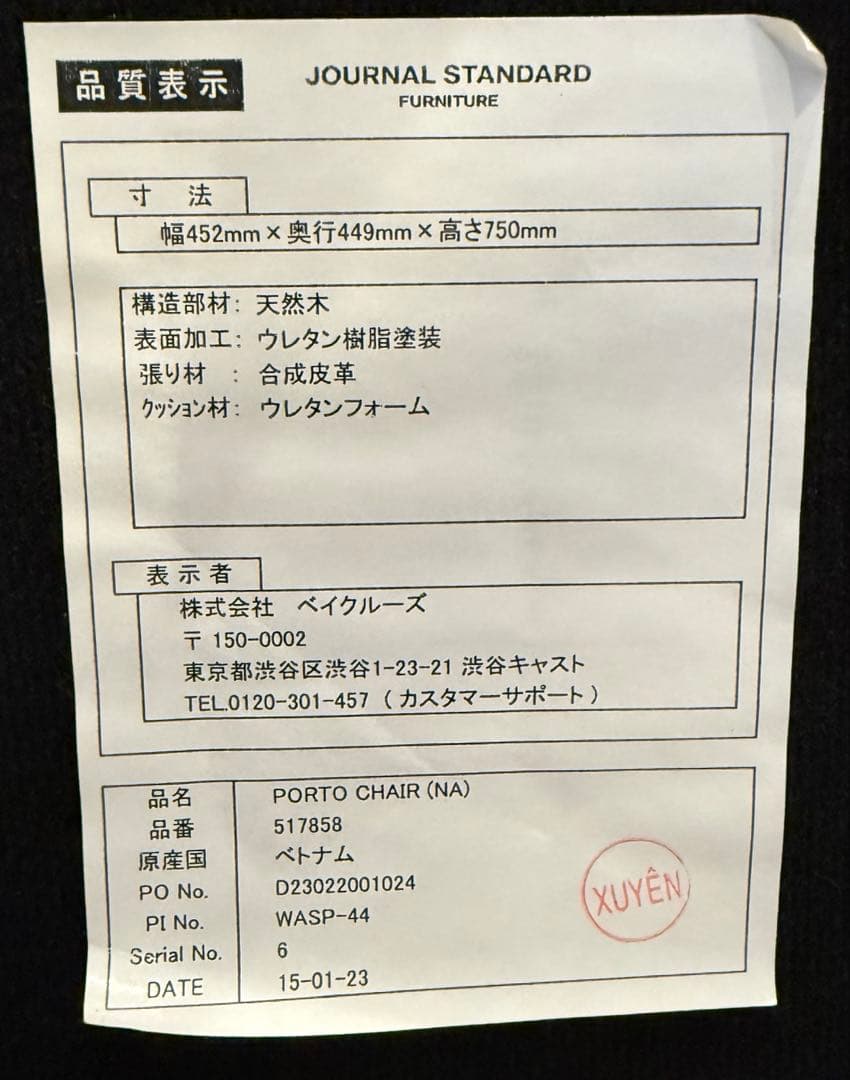 品質表示
JOURNAL STANDARD
FURNITURE
寸 法
幅452mm×奥行449mm×高さ750mm
構造部材: 天然木
表面加工: ウレタン樹脂塗装
張り材 : 合成皮革
ｸｯｼｮﾝ材: ウレタンフォーム
表示者
株式会社 ベイクルーズ
〒 150-0002
東京都渋谷区渋谷1-23-21 渋谷キャスト
TEL.0120-301-457 (カスタマーサポート)
品名 PORTO CHAIR (NA)
品番 517858
原産国 ベトナム
PO No. D23022001024
PI No. WASP-44
Serial No. 6
DATE 15-01-23
XUYÊN